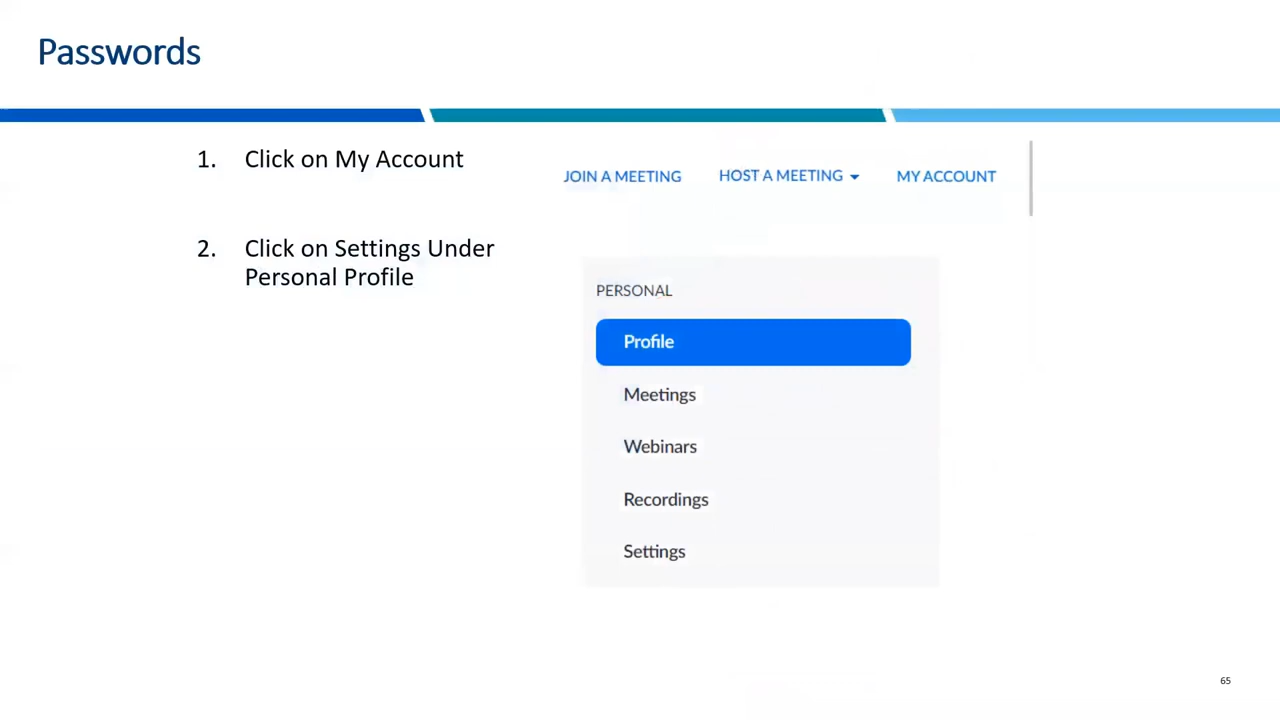 Passwords
1. Click on My Account
JOIN A MEETING HOST A MEETING MY ACCOUNT
2. Click on Settings Under
Personal Profile
PERSONAL
Profile
Meetings
Webinars
Recordings
Settings
65